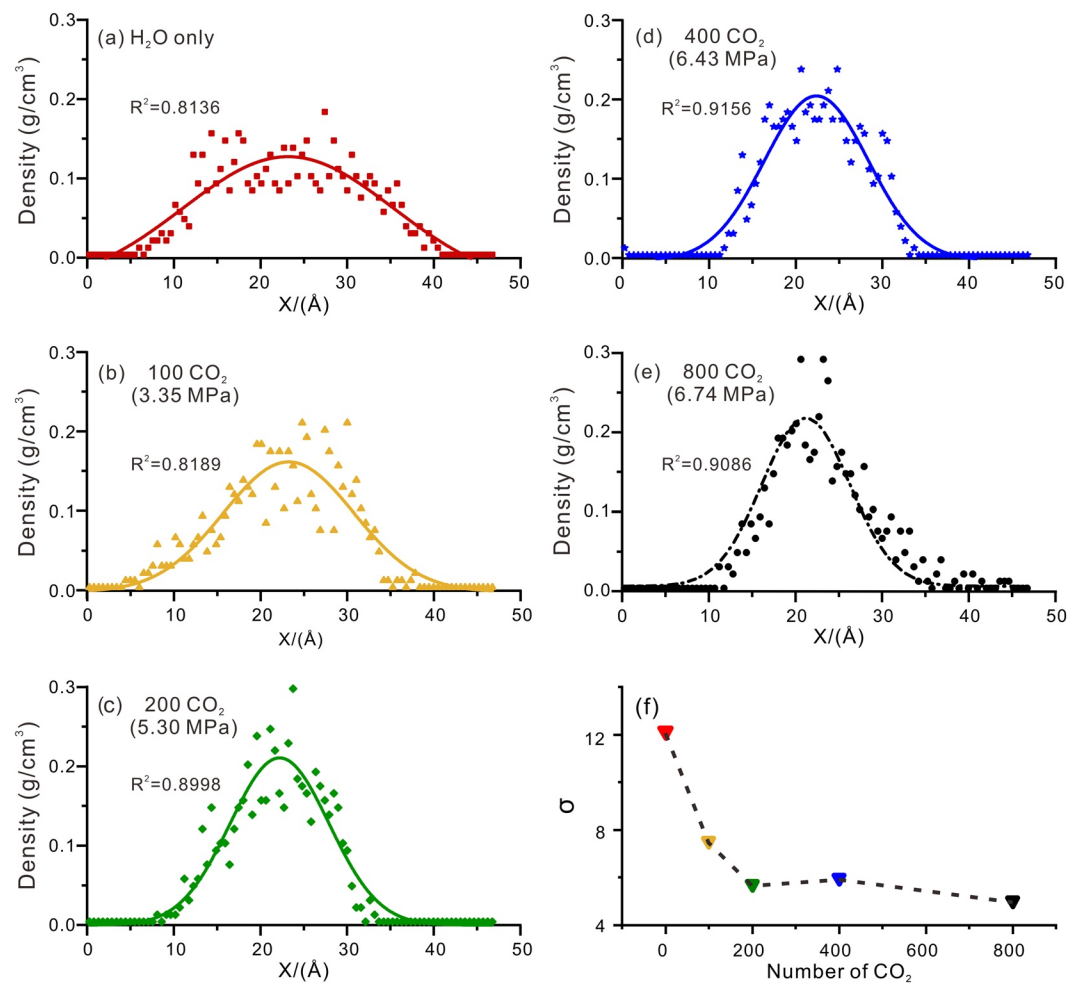 (a) H₂O only
R²=0.8136
Density (g/cm³)
0.3
0.2
0.1
0.0
0 10 20 30 40 50
X/(Å)
(b) 100 CO₂
(3.35 MPa)
R²=0.8189
Density (g/cm³)
0.3
0.2
0.1
0.0
0 10 20 30 40 50
X/(Å)
(c) 200 CO₂
(5.30 MPa)
R²=0.8998
Density (g/cm³)
0.3
0.2
0.1
0.0
0 10 20 30 40 50
X/(Å)
(d) 400 CO₂
(6.43 MPa)
R²=0.9156
Density (g/cm³)
0.3
0.2
0.1
0.0
0 10 20 30 40 50
X/(Å)
(e) 800 CO₂
(6.74 MPa)
R²=0.9086
Density (g/cm³)
0.3
0.2
0.1
0.0
0 10 20 30 40 50
X/(Å)
(f)
σ
12
8
4
0 200 400 600 800
Number of CO₂